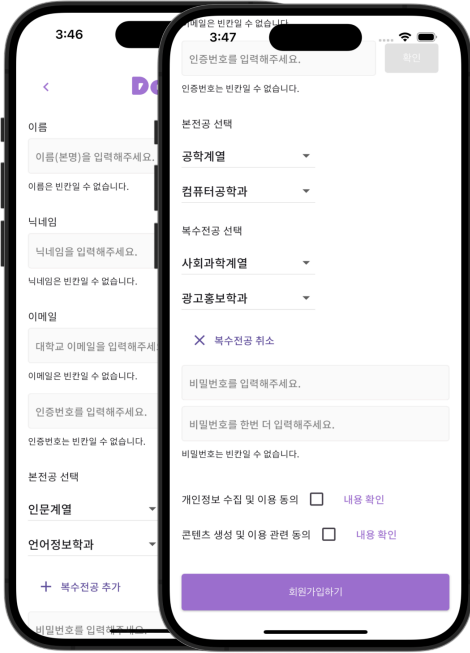 3:46
이름
이름(본명)을 입력해주세요.
이름은 빈칸일 수 없습니다.
닉네임
닉네임을 입력해주세요.
닉네임은 빈칸일 수 없습니다.
이메일
대학교 이메일을 입력해주세
이메일은 빈칸일 수 없습니다.
인증번호를 입력해주세요.
인증번호는 빈칸일 수 없습니다.
본전공 선택
인문계열
언어정보학과
+ 복수전공 추가
비밀번호를 입력해주세요.
이메일은 빈칸일 수 없습니다.
3:47
인증번호를 입력해주세요.
확인
인증번호는 빈칸일 수 없습니다.
본전공 선택
공학계열
컴퓨터공학과
복수전공 선택
사회과학계열
광고홍보학과
복수전공 취소
비밀번호를 입력해주세요.
비밀번호를 한번 더 입력해주세요.
비밀번호는 빈칸일 수 없습니다.
개인정보 수집 및 이용 동의 내용 확인
콘텐츠 생성 및 이용 관련 동의 내용 확인
회원가입하기